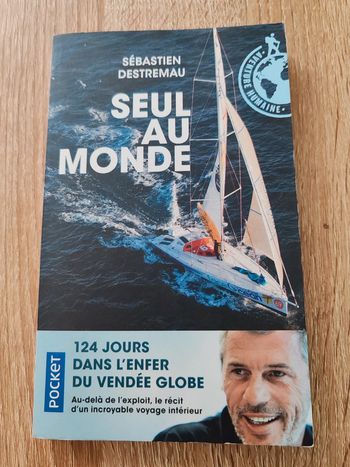 SÉBASTIEN
DESTREMAU
SEUL
AU
MONDE
AVENTURE HUMAINE
124 JOURS
DANS L'ENFER
DU VENDÉE GLOBE
Au-delà de l'exploit, le récit
d'un incroyable voyage intérieur
POCKET